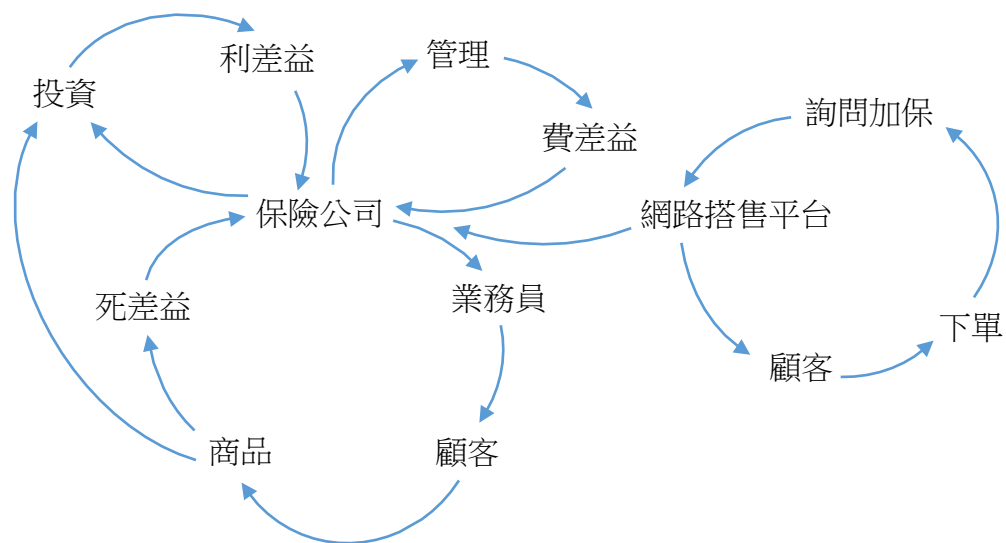 利差益
管理
投資
詢問加保
費差益
保險公司
網路搭售平台
死差益
業務員
下單
顧客
商品
顧客